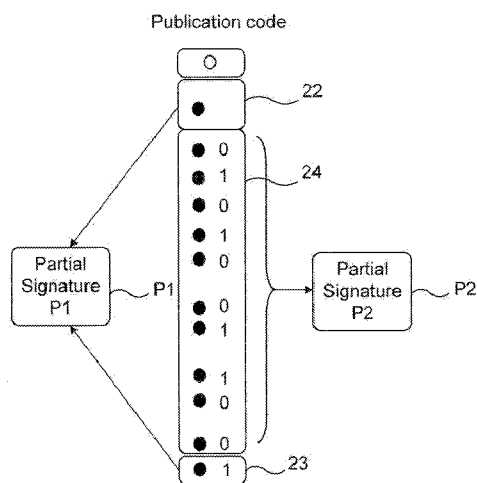 Publication code
22
0
1
24
0
1
0
Partial
Signature
P1
P1
0
1
Partial
Signature
P2
P2
1
0
0
1
23